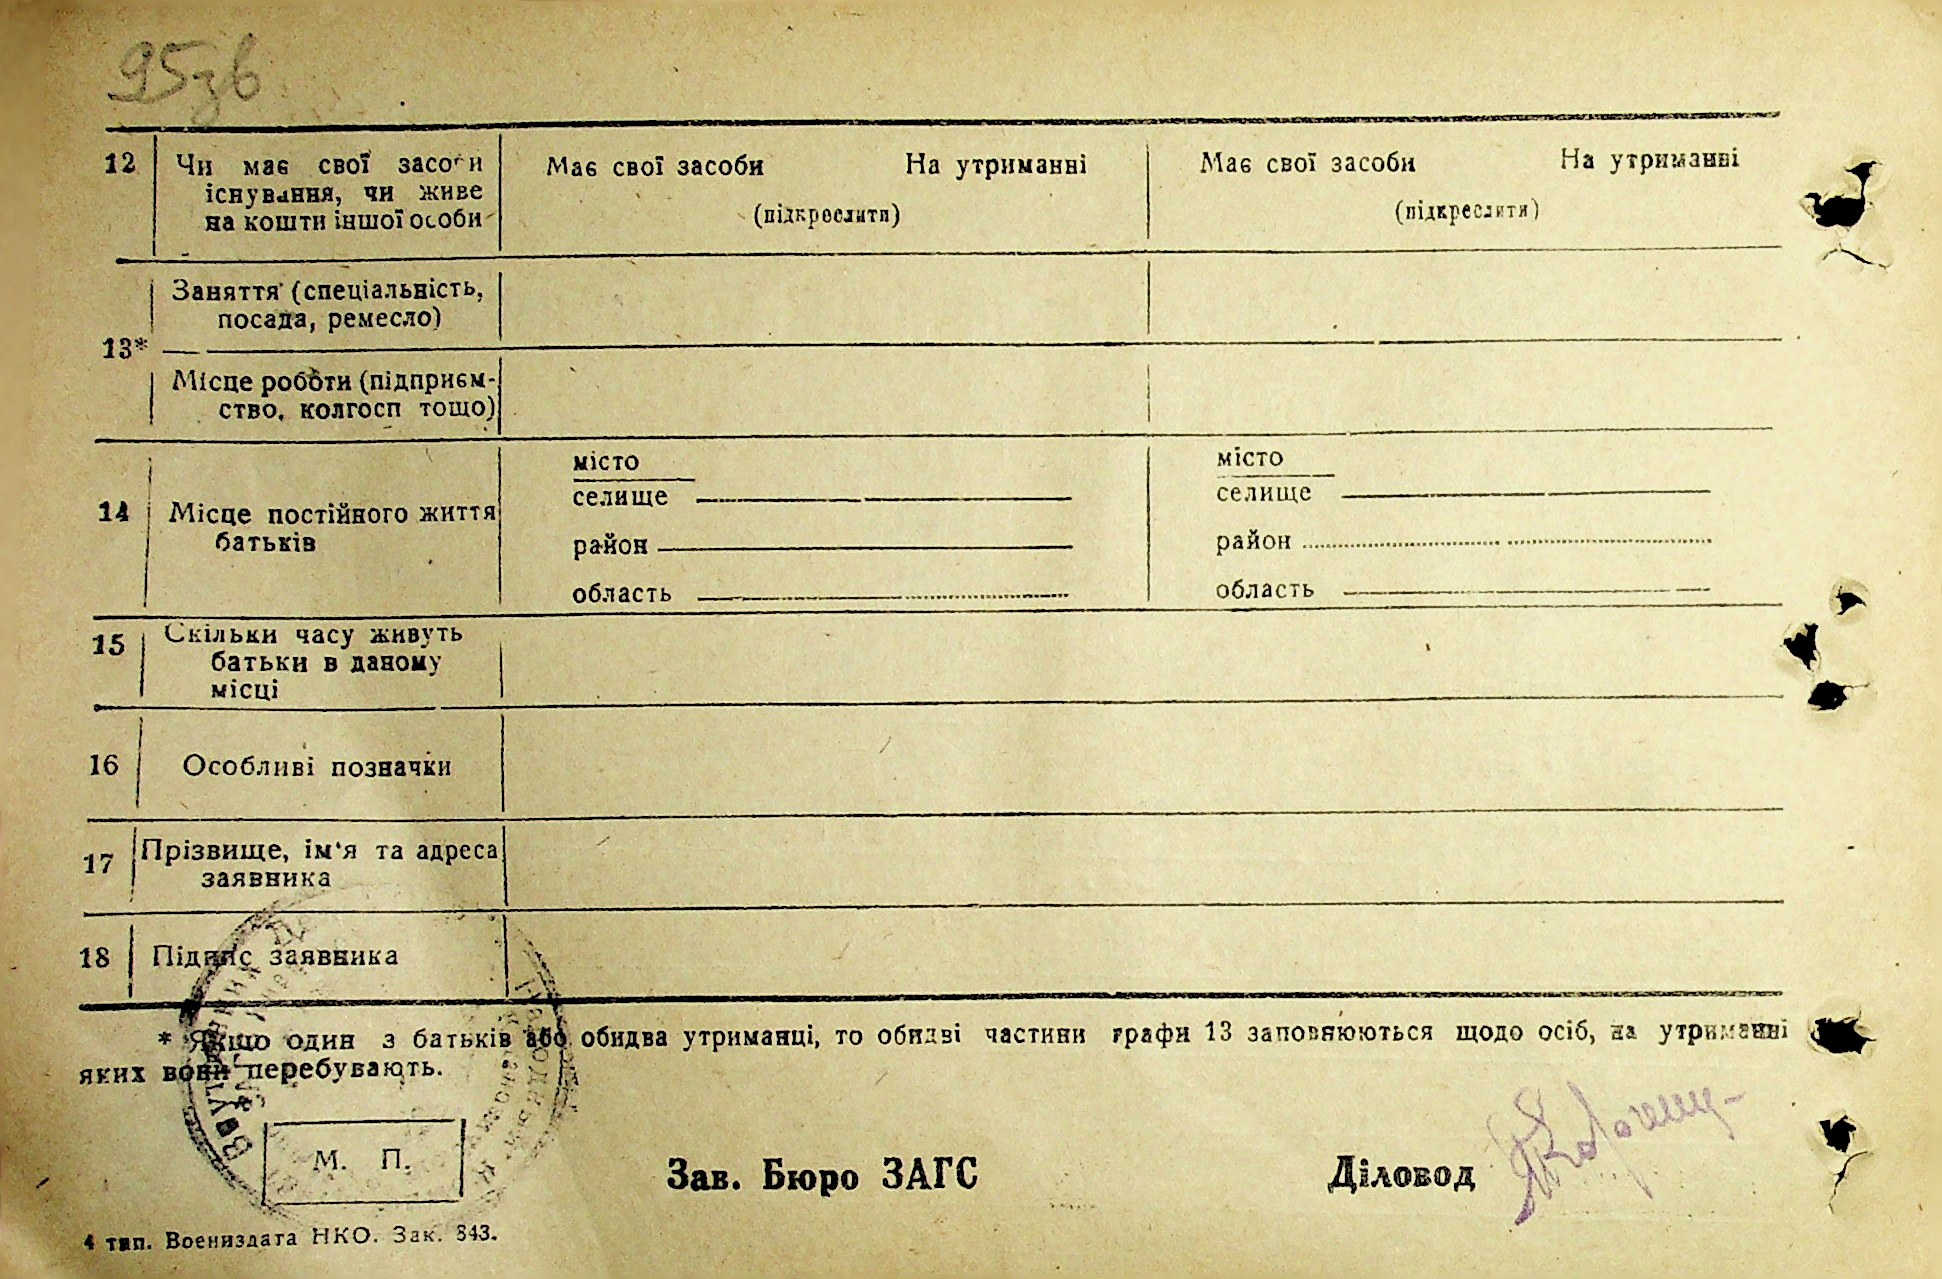 95зв
12 Чи має свої засоби Має свої засоби На утриманні Має свої засоби На утриманні
існування, чи живе
на кошти іншої особи (підкреслити) (підкреслити)
Заняття (спеціальність,
посада, ремесло)
13*
Місце роботи (підприєм-
ство, колгосп тощо)
місто місто
селище селище
14 Місце постійного життя
батьків
район район
область область
15 Скільки часу живуть
батьки в даному
місці
16 Особливі позначки
17 Прізвище, ім'я та адреса
заявника
18 Підпис заявника
* Якщо один з батьків або обидва утриманці, то обидві частини графи 13 заповнюються щодо осіб, на утриманні
яких вони перебувають.
М. П.
Зав. Бюро ЗАГС Діловод
4 тип. Воениздата НКО. Зак. 843.